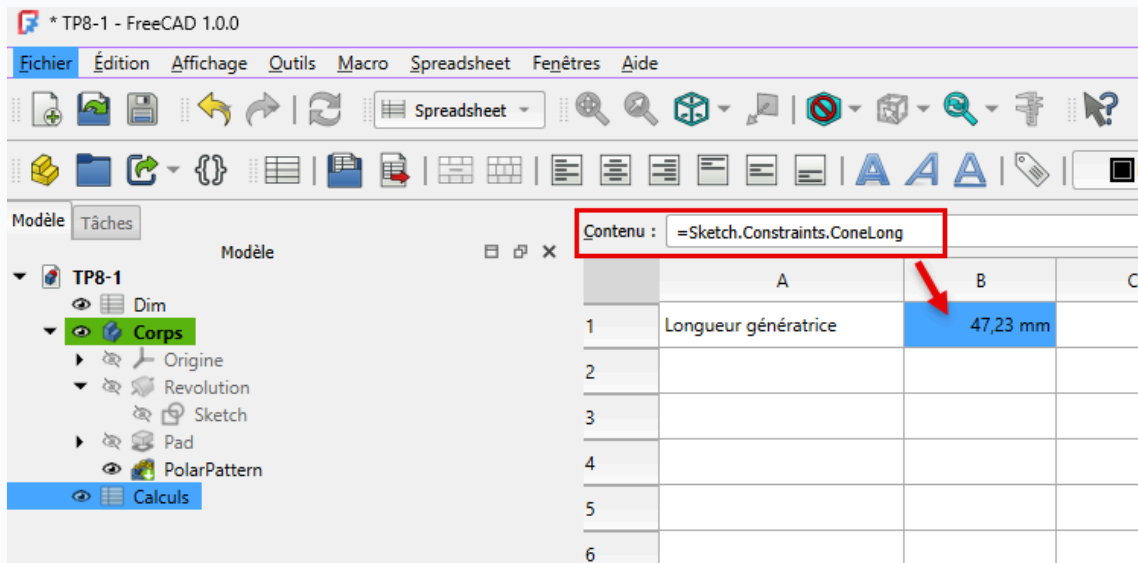 * TP8-1 - FreeCAD 1.0.0
Fichier Édition Affichage Outils Macro Spreadsheet Fenêtres Aide
Spreadsheet
Modèle Tâches
Modèle
TP8-1
Dim
Corps
Origine
Revolution
Sketch
Pad
PolarPattern
Calculs
Contenu : =Sketch.Constraints.ConeLong
A B C
1 Longueur génératrice 47,23 mm
2
3
4
5
6